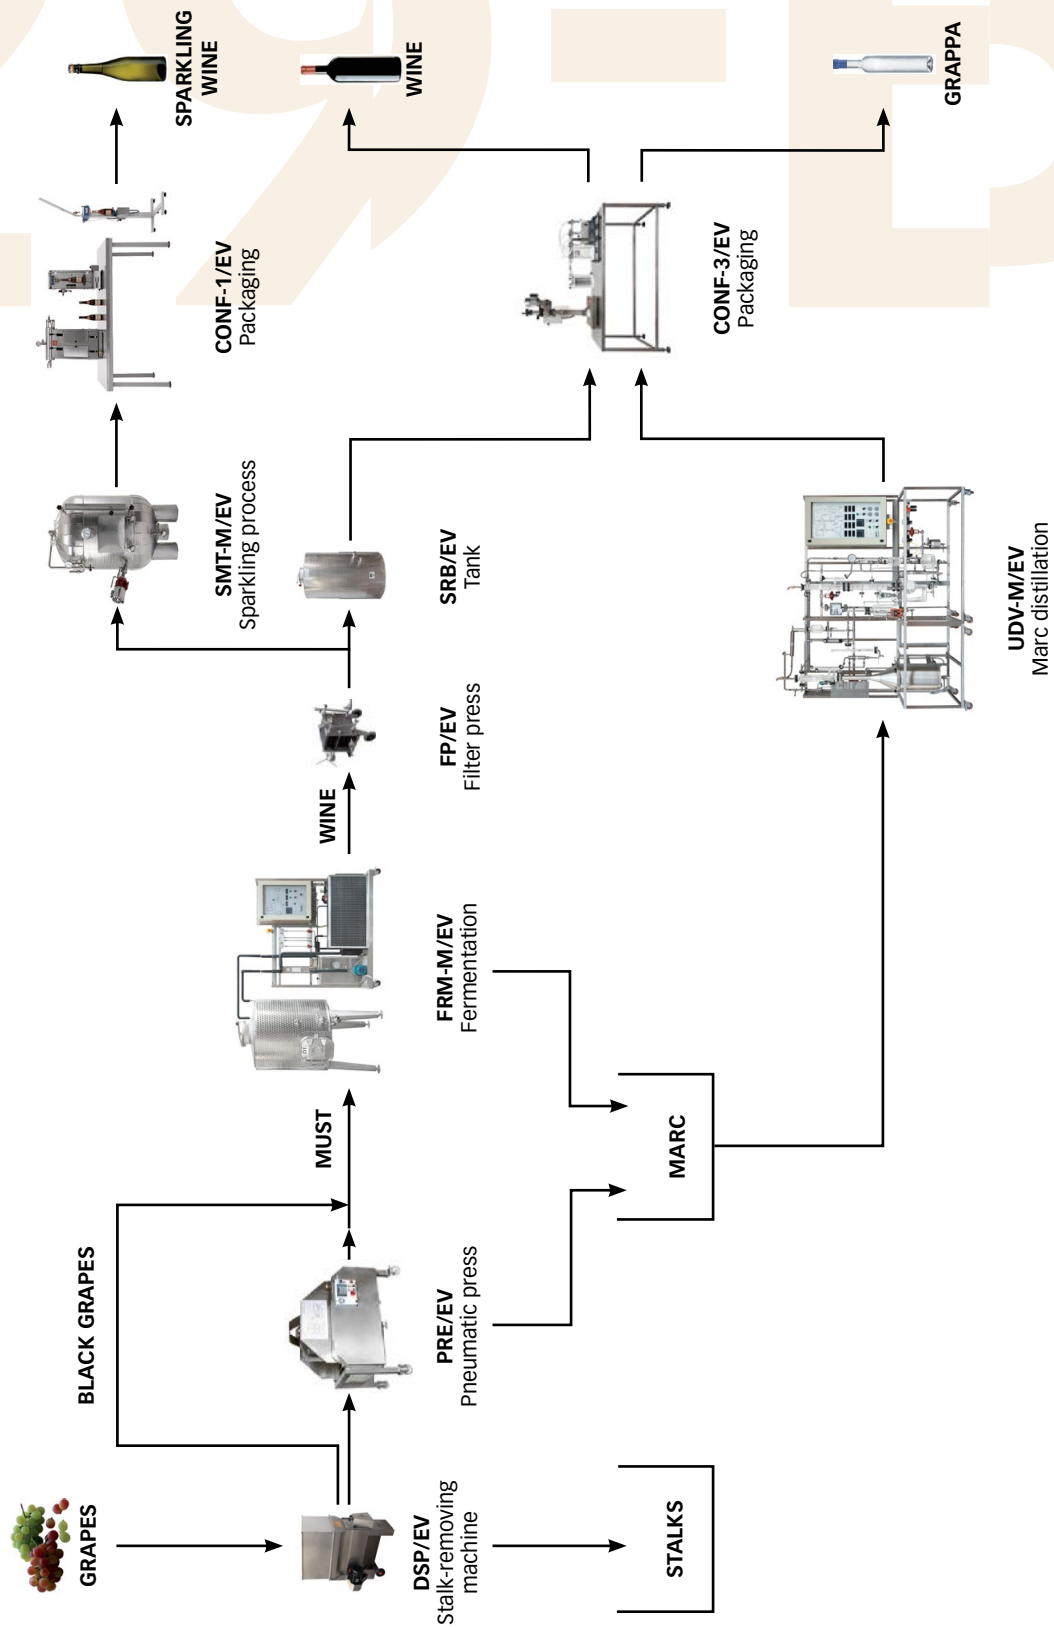 GRAPES
BLACK GRAPES
DSP/EV
Stalk-removing
machine
STALKS
PRE/EV
Pneumatic press
MUST
MARC
FRM-M/EV
Fermentation
WINE
FP/EV
Filter press
SMT-M/EV
Sparkling process
SRB/EV
Tank
UDV-M/EV
Marc distillation
CONF-1/EV
Packaging
CONF-3/EV
Packaging
SPARKLING
WINE
WINE
GRAPPA